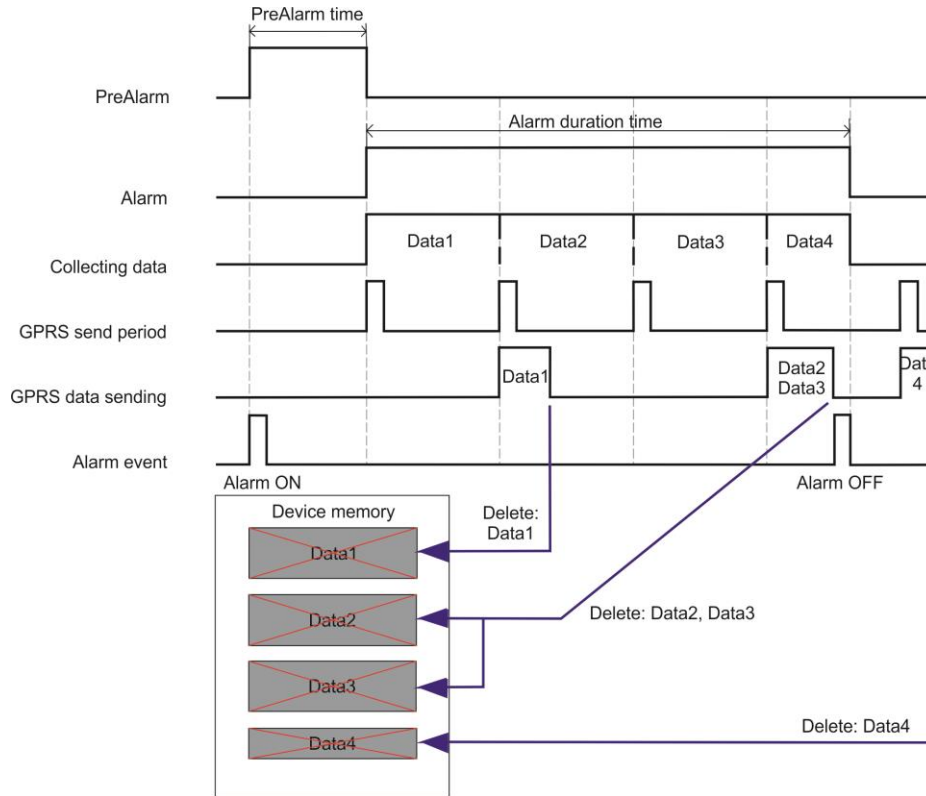 PreAlarm time
PreAlarm
Alarm duration time
Alarm
Data1 Data2 Data3 Data4
Collecting data
GPRS send period
Data1 Data2 Dat
Data3 4
GPRS data sending
Alarm event
Alarm ON Alarm OFF
Device memory
Delete:
Data1
Data1
Data2
Delete: Data2, Data3
Data3
Delete: Data4
Data4